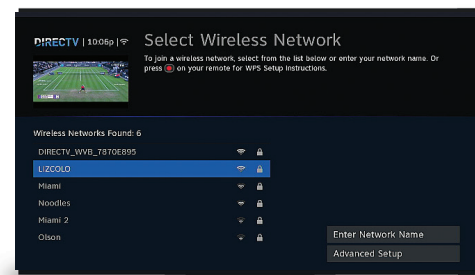 DIRECTV | 10:06p |
Select Wireless Network
To join a wireless network, select from the list below or enter your network name. Or
press on your remote for WPS Setup Instructions.
Wireless Networks Found: 6
DIRECTV_WVB_7870E895
LIZCOLO
Miami
Noodles
Miami 2
Olson
Enter Network Name
Advanced Setup